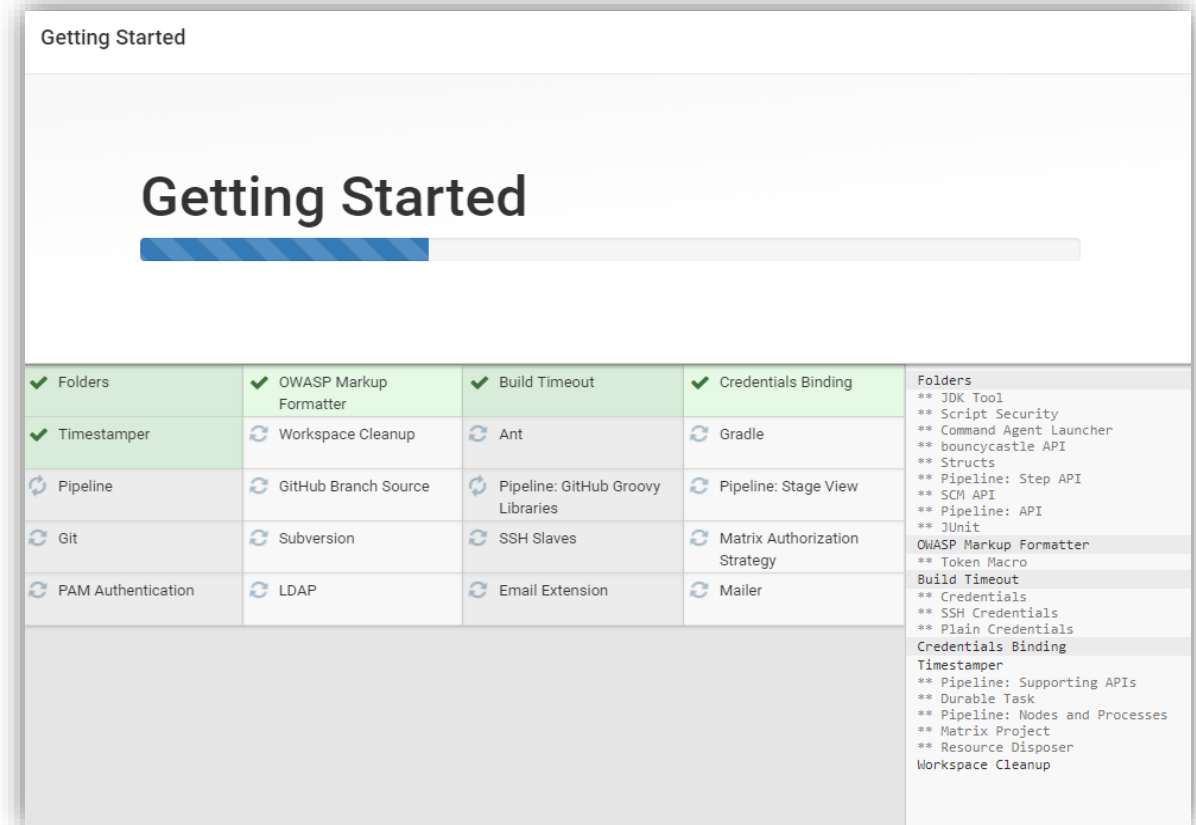 Getting Started
Getting Started
Folders
OWASP Markup
Formatter
Build Timeout
Credentials Binding
Timestamper
Workspace Cleanup
Ant
Gradle
Pipeline
GitHub Branch Source
Pipeline: GitHub Groovy
Libraries
Pipeline: Stage View
Git
Subversion
SSH Slaves
Matrix Authorization
Strategy
PAM Authentication
LDAP
Email Extension
Mailer
Folders
** JDK Tool
** Script Security
** Command Agent Launcher
** bouncycastle API
** Structs
** Pipeline: Step API
** SCM API
** Pipeline: API
** JUnit
OWASP Markup Formatter
** Token Macro
Build Timeout
** Credentials
** SSH Credentials
** Plain Credentials
Credentials Binding
Timestamper
** Pipeline: Supporting APIs
** Durable Task
** Pipeline: Nodes and Processes
** Matrix Project
** Resource Disposer
Workspace Cleanup